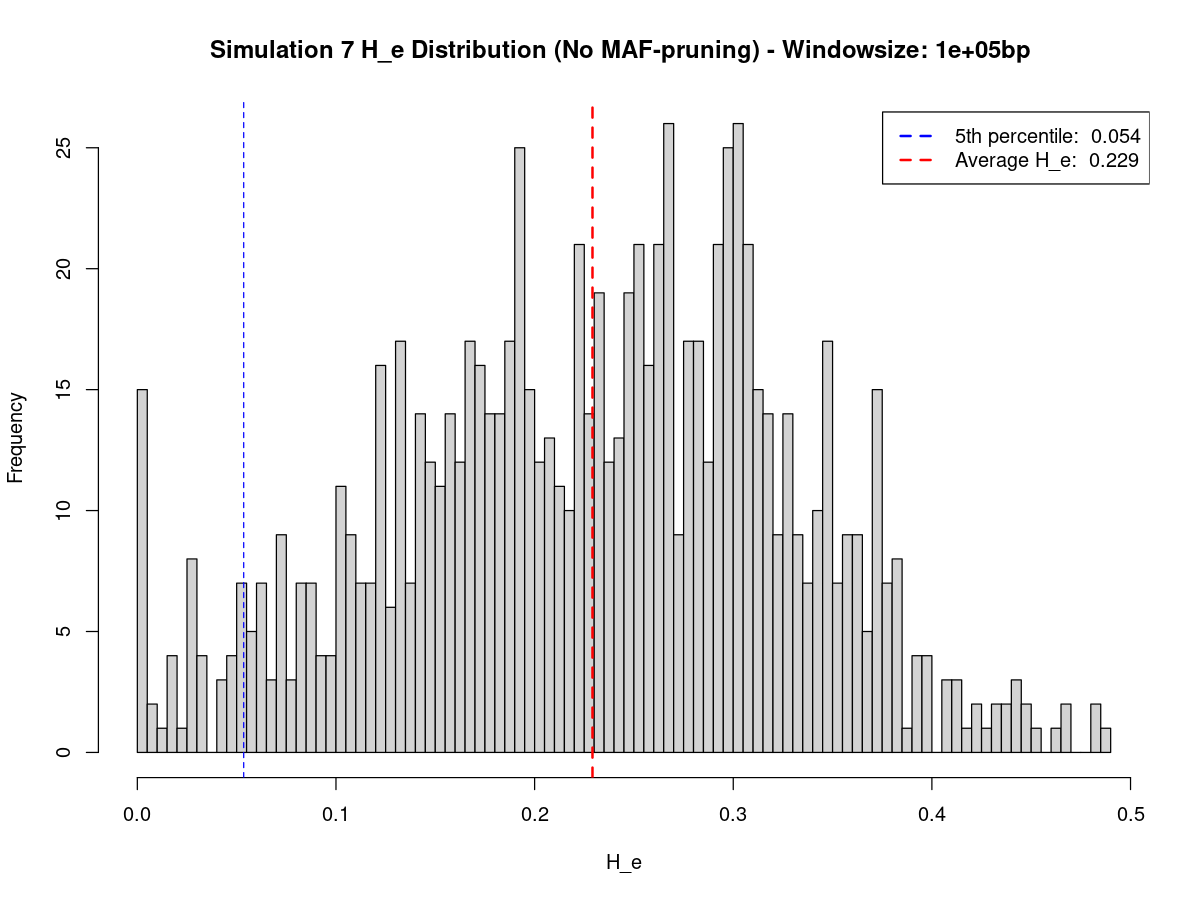 Simulation 7 H_e Distribution (No MAF-pruning) - Windowsize: 1e+05bp
5th percentile: 0.054
Average H_e: 0.229
Frequency
25
20
15
10
5
0
0.0 0.1 0.2 0.3 0.4 0.5
H_e